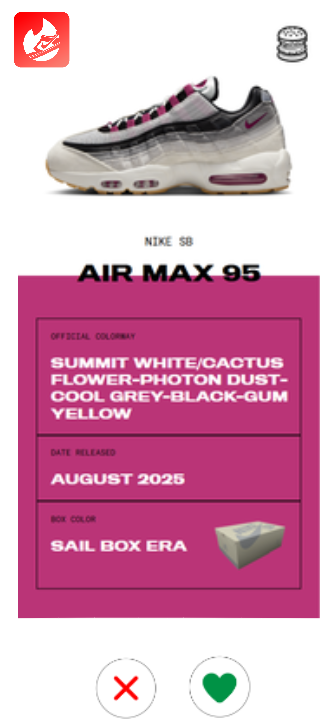 NIKE SB
AIR MAX 95
OFFICIAL COLORWAY
SUMMIT WHITE/CACTUS
FLOWER-PHOTON DUST-
COOL GREY-BLACK-GUM
YELLOW
DATE RELEASED
AUGUST 2025
BOX COLOR
SAIL BOX ERA